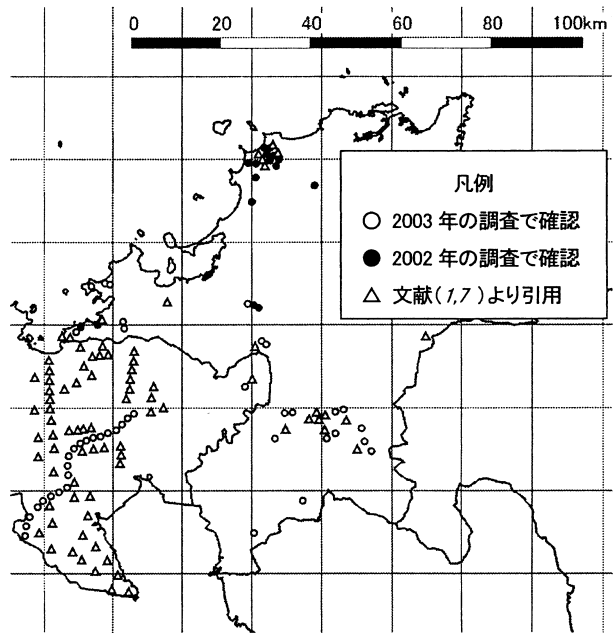 0 20 40 60 80 100km
凡例
○ 2003 年の調査で確認
● 2002 年の調査で確認
△ 文献(1,7)より引用